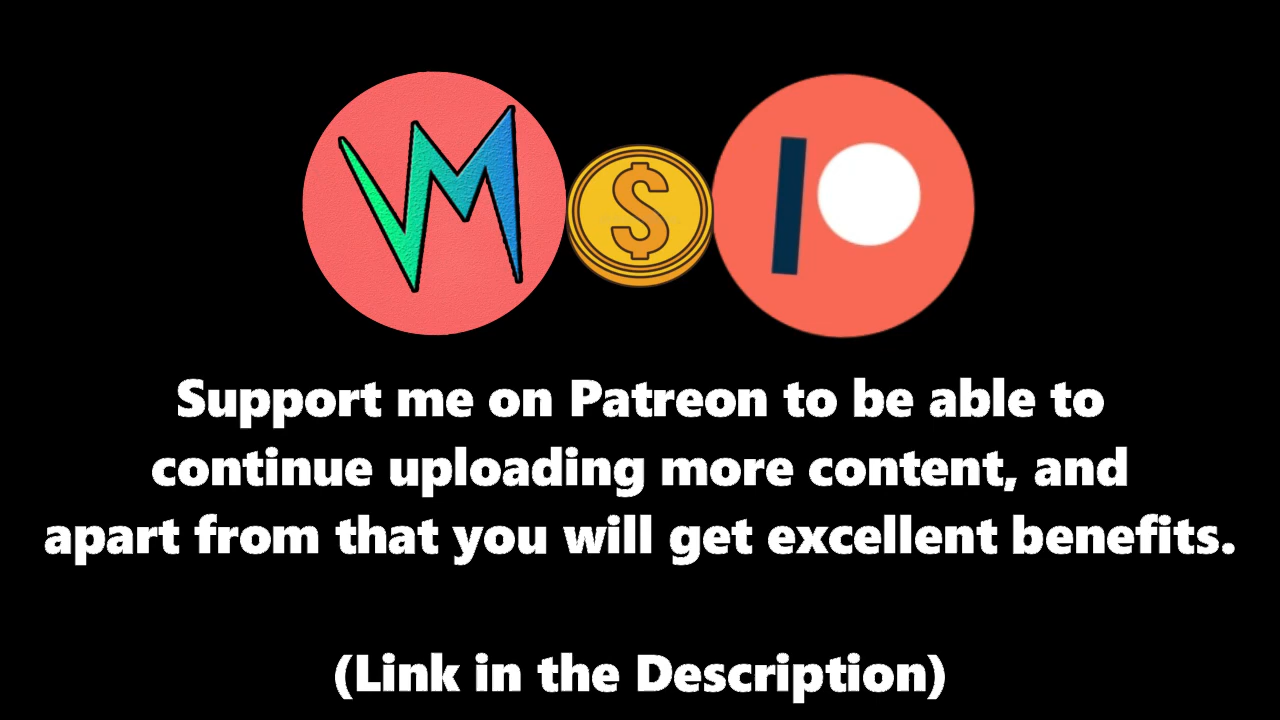 VM
$
Support me on Patreon to be able to
continue uploading more content, and
apart from that you will get excellent benefits.
(Link in the Description)